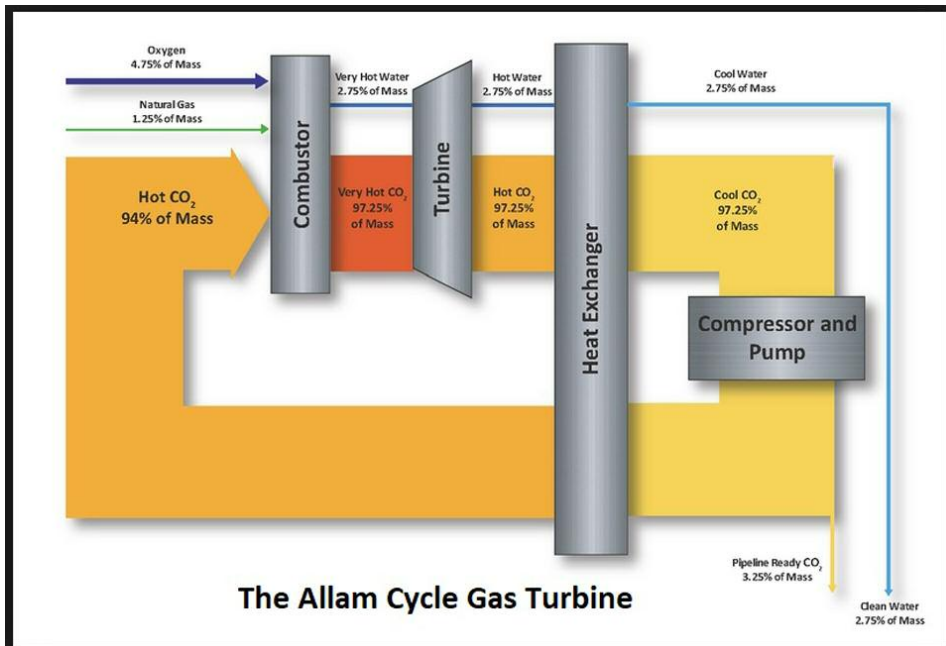 Oxygen
4.75% of Mass
Very Hot Water
2.75% of Mass
Hot Water
2.75% of Mass
Cool Water
2.75% of Mass
Natural Gas
1.25% of Mass
Combustor
Turbine
Heat Exchanger
Hot CO₂
94% of Mass
Very Hot CO₂
97.25%
of Mass
Hot CO₂
97.25%
of Mass
Cool CO₂
97.25%
of Mass
Compressor and
Pump
Pipeline Ready CO₂
3.25% of Mass
The Allam Cycle Gas Turbine
Clean Water
2.75% of Mass